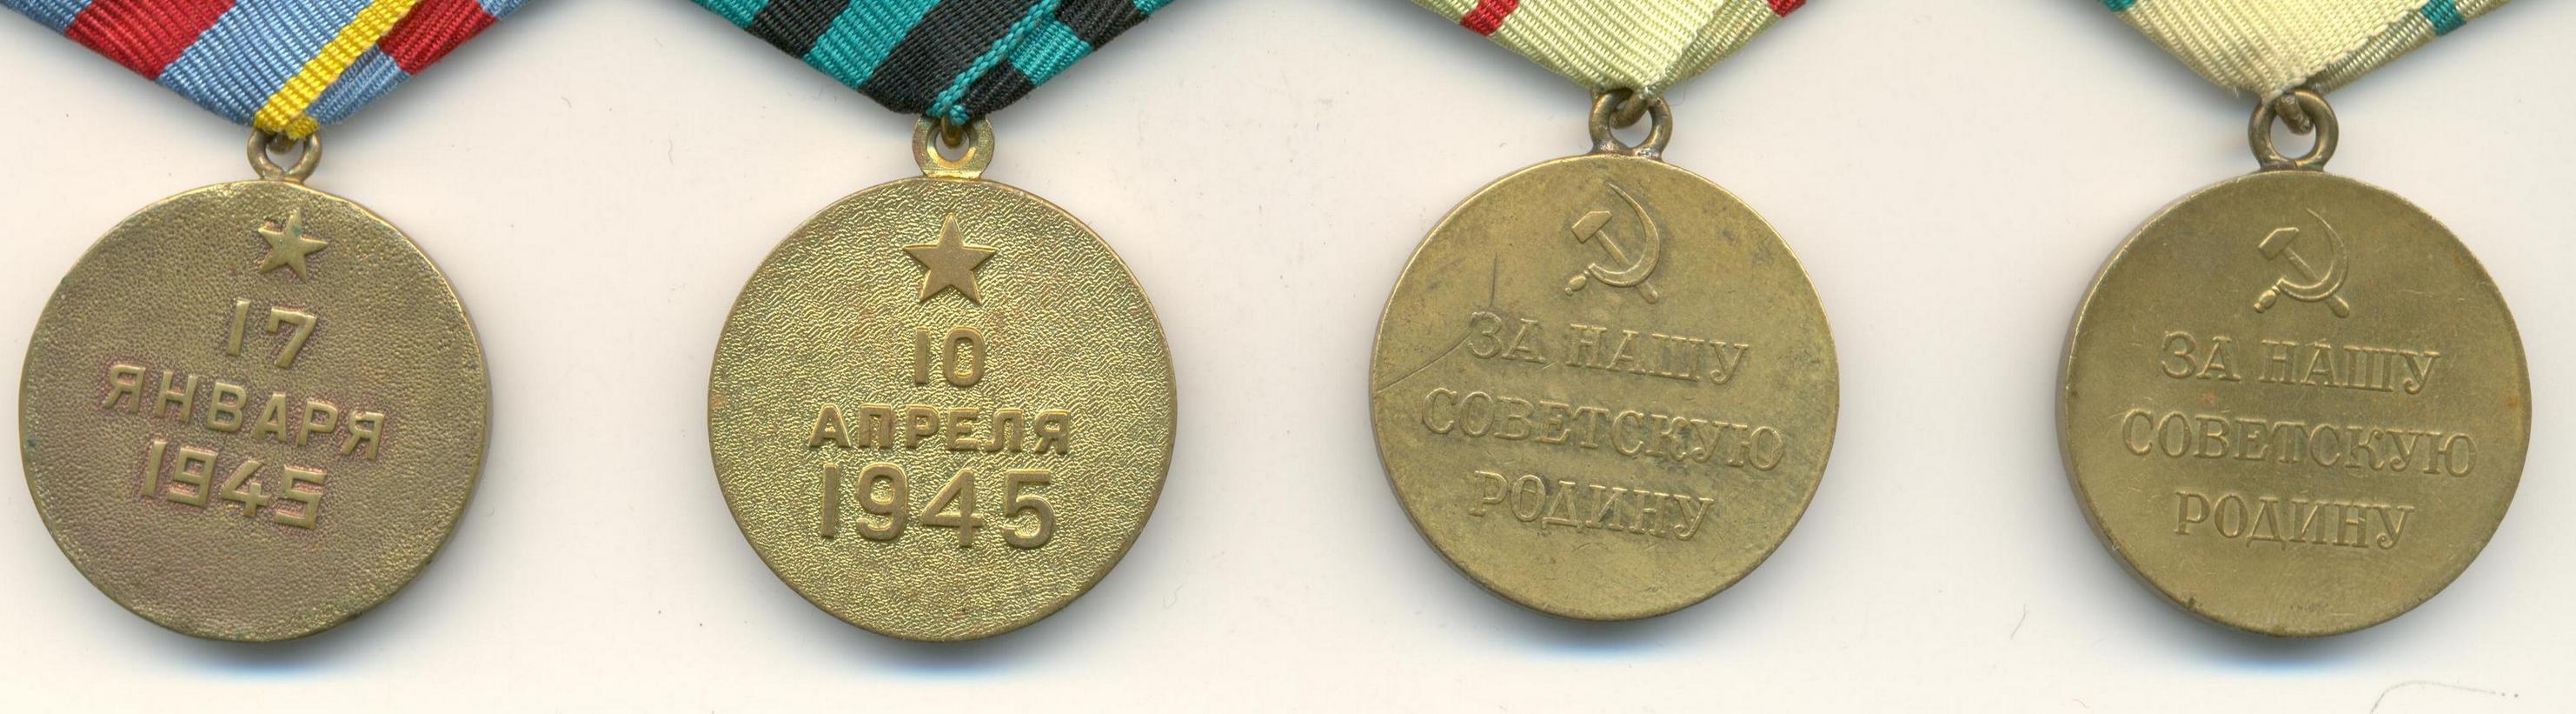 17
ЯНВАРЯ
1945
10
АПРЕЛЯ
1945
ЗА НАШУ
СОВЕТСКУЮ
РОДИНУ
ЗА НАШУ
СОВЕТСКУЮ
РОДИНУ